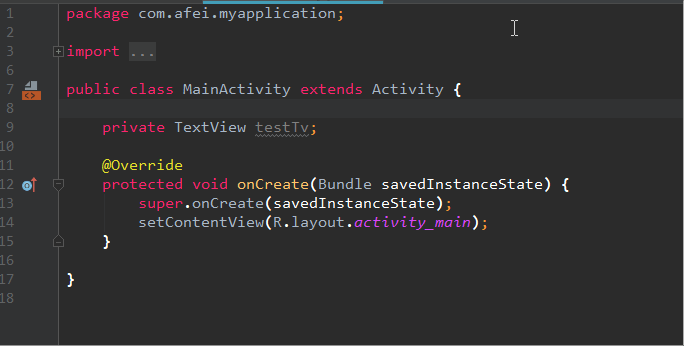 1 package com.afei.myapplication;
2
3 import ...
6
7 public class MainActivity extends Activity {
8
9 private TextView testTv;
10
11 @Override
12 protected void onCreate(Bundle savedInstanceState) {
13 super.onCreate(savedInstanceState);
14 setContentView(R.layout.activity_main);
15 }
16
17 }
18